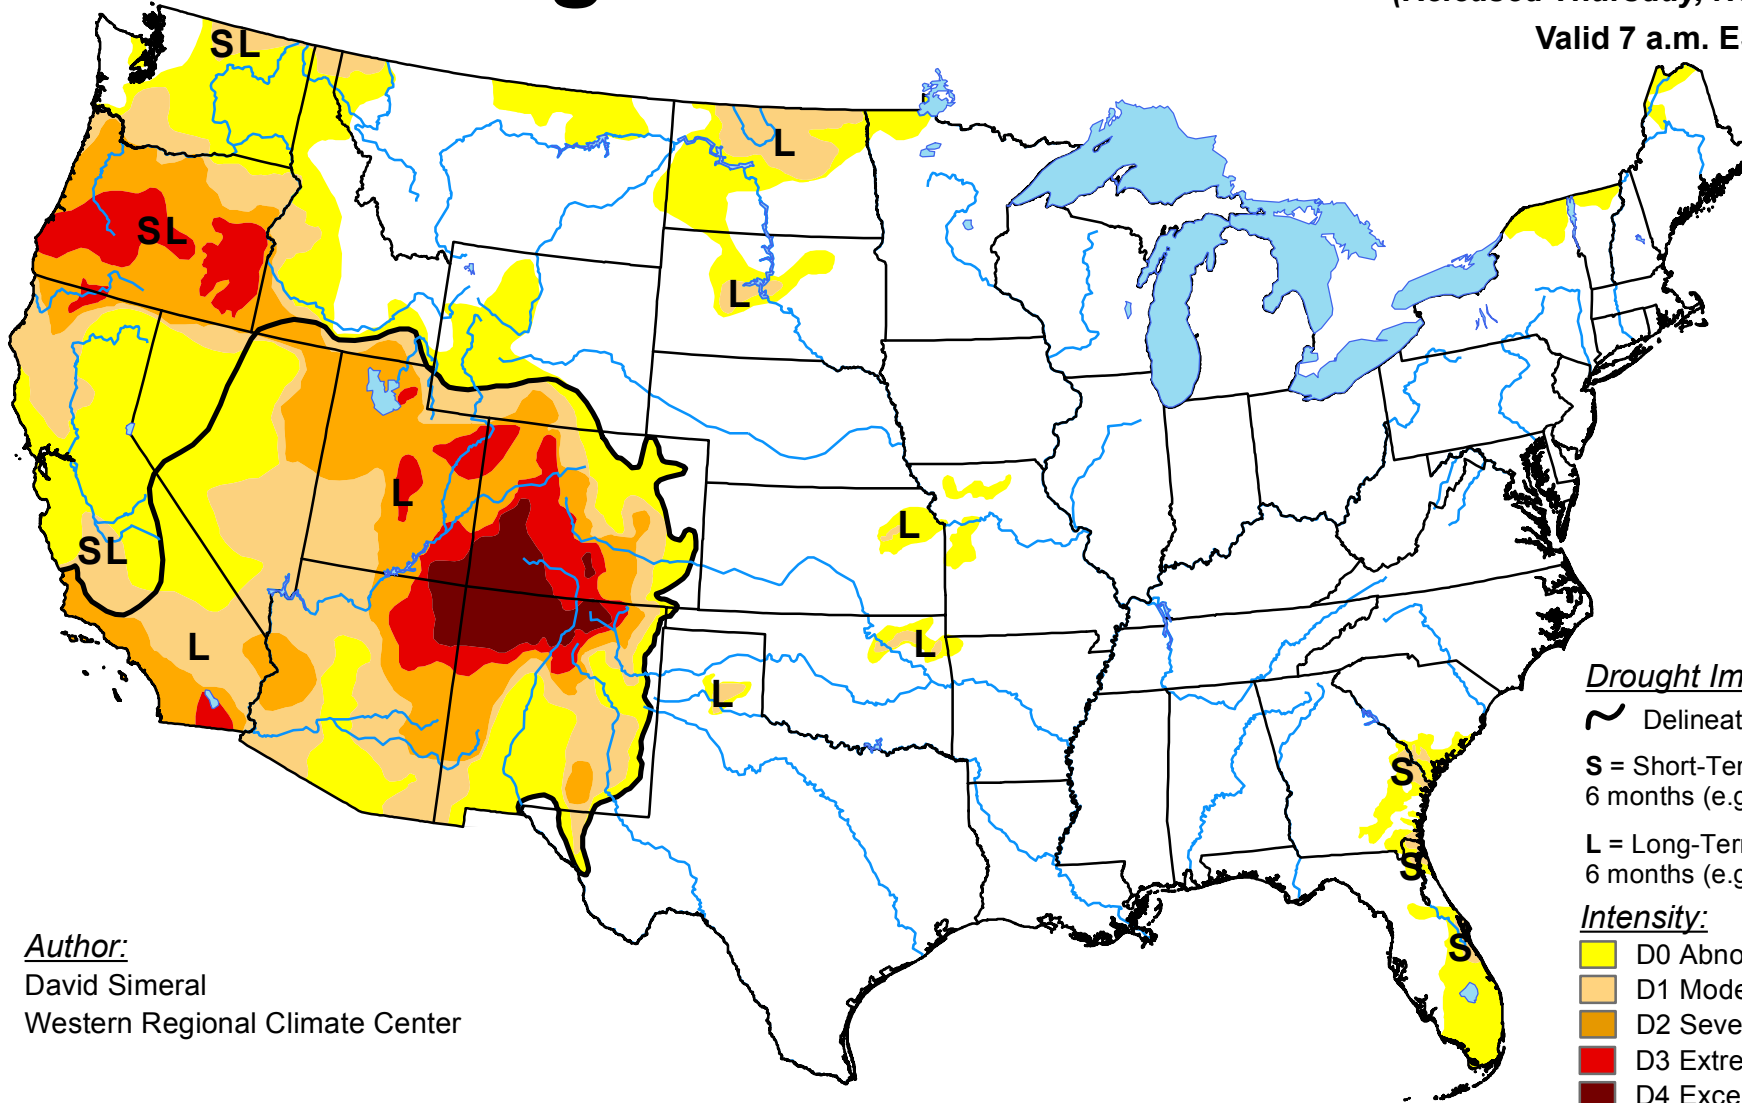 Valid 7 a.m. E
SL
L
SL
L
L
L
SL
L
L
L
S
S
S
Drought Im
Delineat
S = Short-Ter
6 months (e.g
L = Long-Terr
6 months (e.g
Intensity:
D0 Abno
D1 Mode
D2 Seve
D3 Extre
D4 Exce
Author:
David Simeral
Western Regional Climate Center